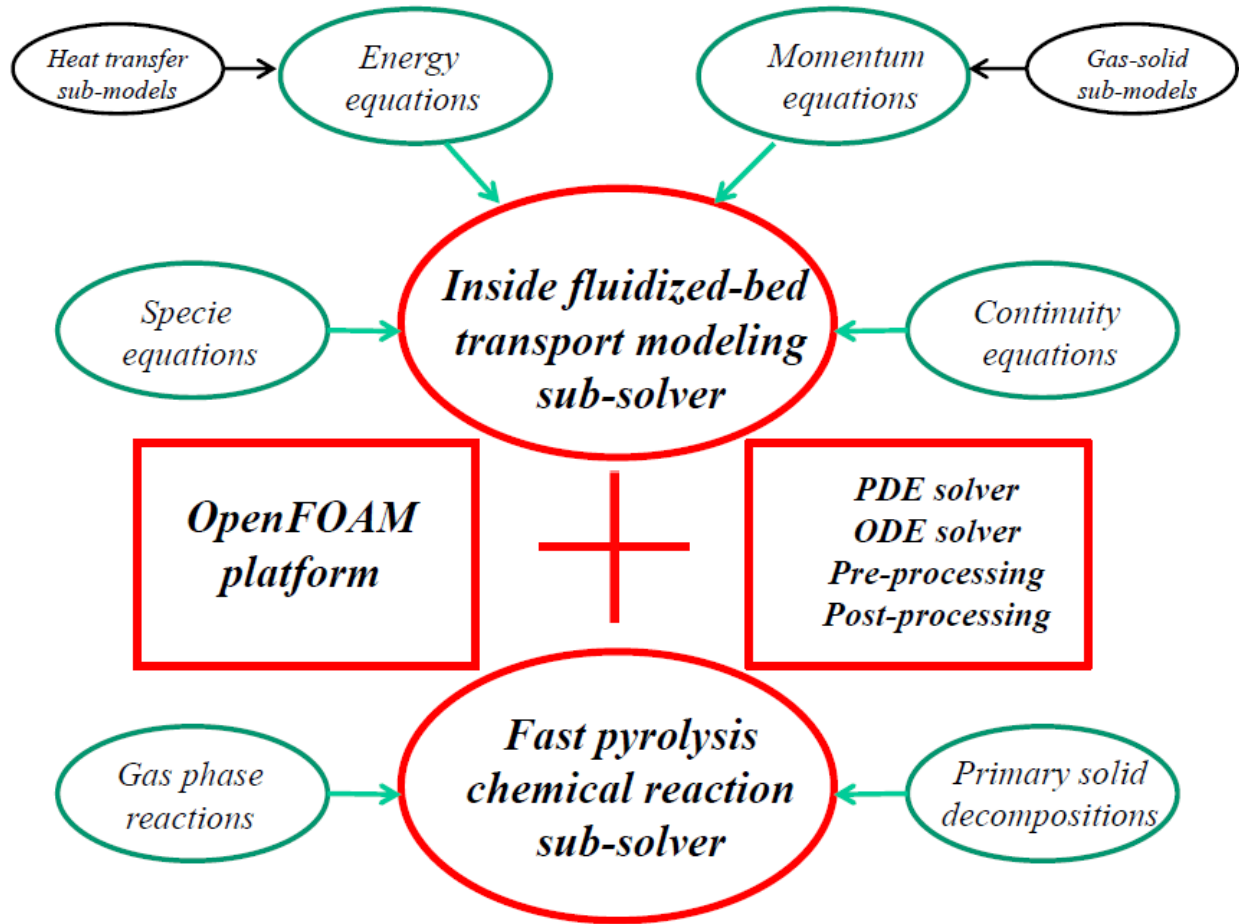 Heat transfer
sub-models
Energy
equations
Momentum
equations
Gas-solid
sub-models
Inside fluidized-bed
transport modeling
sub-solver
Specie
equations
Continuity
equations
OpenFOAM
platform
PDE solver
ODE solver
Pre-processing
Post-processing
Fast pyrolysis
chemical reaction
sub-solver
Gas phase
reactions
Primary solid
decompositions